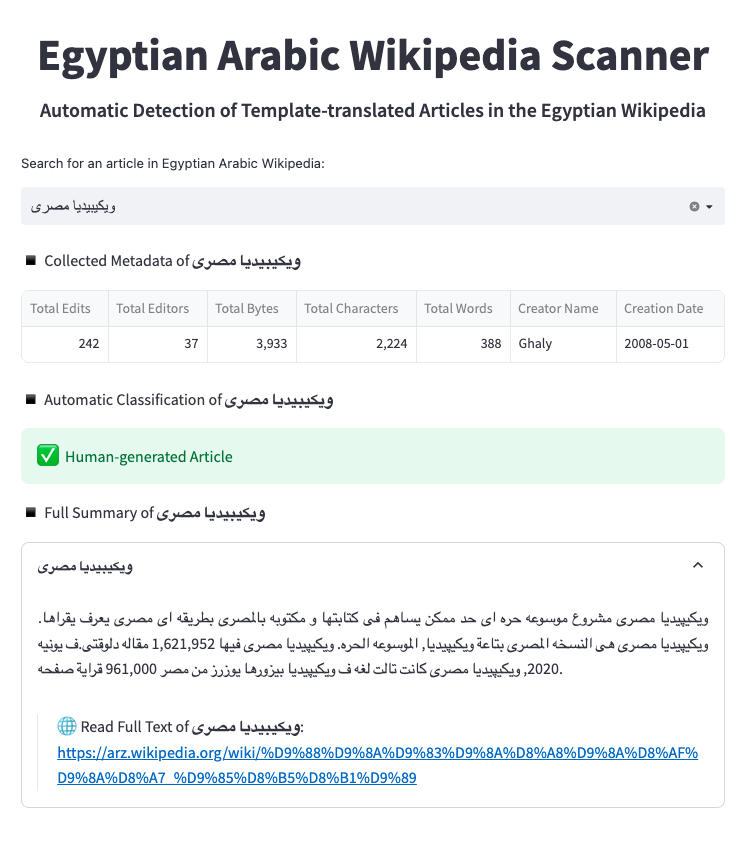 Egyptian Arabic Wikipedia Scanner
Automatic Detection of Template-translated Articles in the Egyptian Wikipedia
Search for an article in Egyptian Arabic Wikipedia:
ويكيبيديا مصرى
Collected Metadata of ويكيبيديا مصرى
Total Edits Total Editors Total Bytes Total Characters Total Words Creator Name Creation Date
242 37 3,933 2,224 388 Ghaly 2008-05-01
Automatic Classification of ويكيبيديا مصرى
✅ Human-generated Article
Full Summary of ويكيبيديا مصرى
ويكيبيديا مصرى
ويكيپيديا مصرى مشروع موسوعه حره اى حد ممكن يساهم فى كتابتها و مكتوبه بالمصرى بطريقه اى مصرى يعرف يقراها.
ويكيپيديا مصرى هى النسخه المصرى بتاعة ويكيپيديا, الموسوعه الحره. ويكيپيديا مصرى فيها 1,621,952 مقاله دلوقتى.ف يونيه
2020, ويكيپيديا مصرى كانت تالت لغه ف ويكيپيديا بيزورها يوزرز من مصر 961,000 قراية صفحه.
🌐 Read Full Text of ويكيبيديا مصرى:
https://arz.wikipedia.org/wiki/%D9%88%D9%8A%D9%83%D9%8A%D8%A8%D9%8A%D8%AF%
D9%8A%D8%A7_%D9%85%D8%B5%D8%B1%D9%89